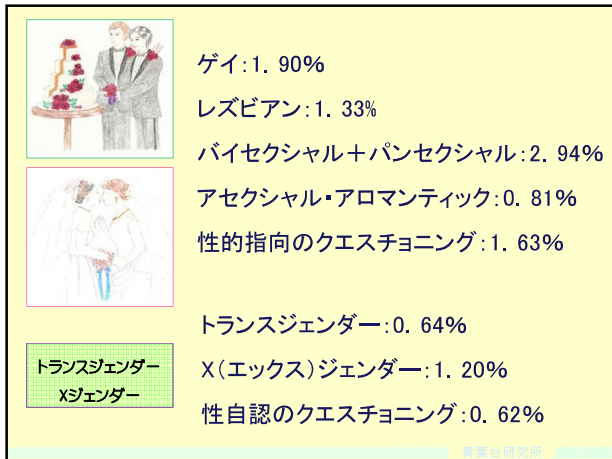 ゲイ:1. 90%
レズビアン:1. 33%
バイセクシャル+パンセクシャル:2. 94%
アセクシャル・アロマンティック:0. 81%
性的指向のクエスチョニング:1. 63%
トランスジェンダー:0. 64%
X(エックス)ジェンダー:1. 20%
性自認のクエスチョニング:0. 62%
トランスジェンダー
Xジェンダー
青葉台研究所